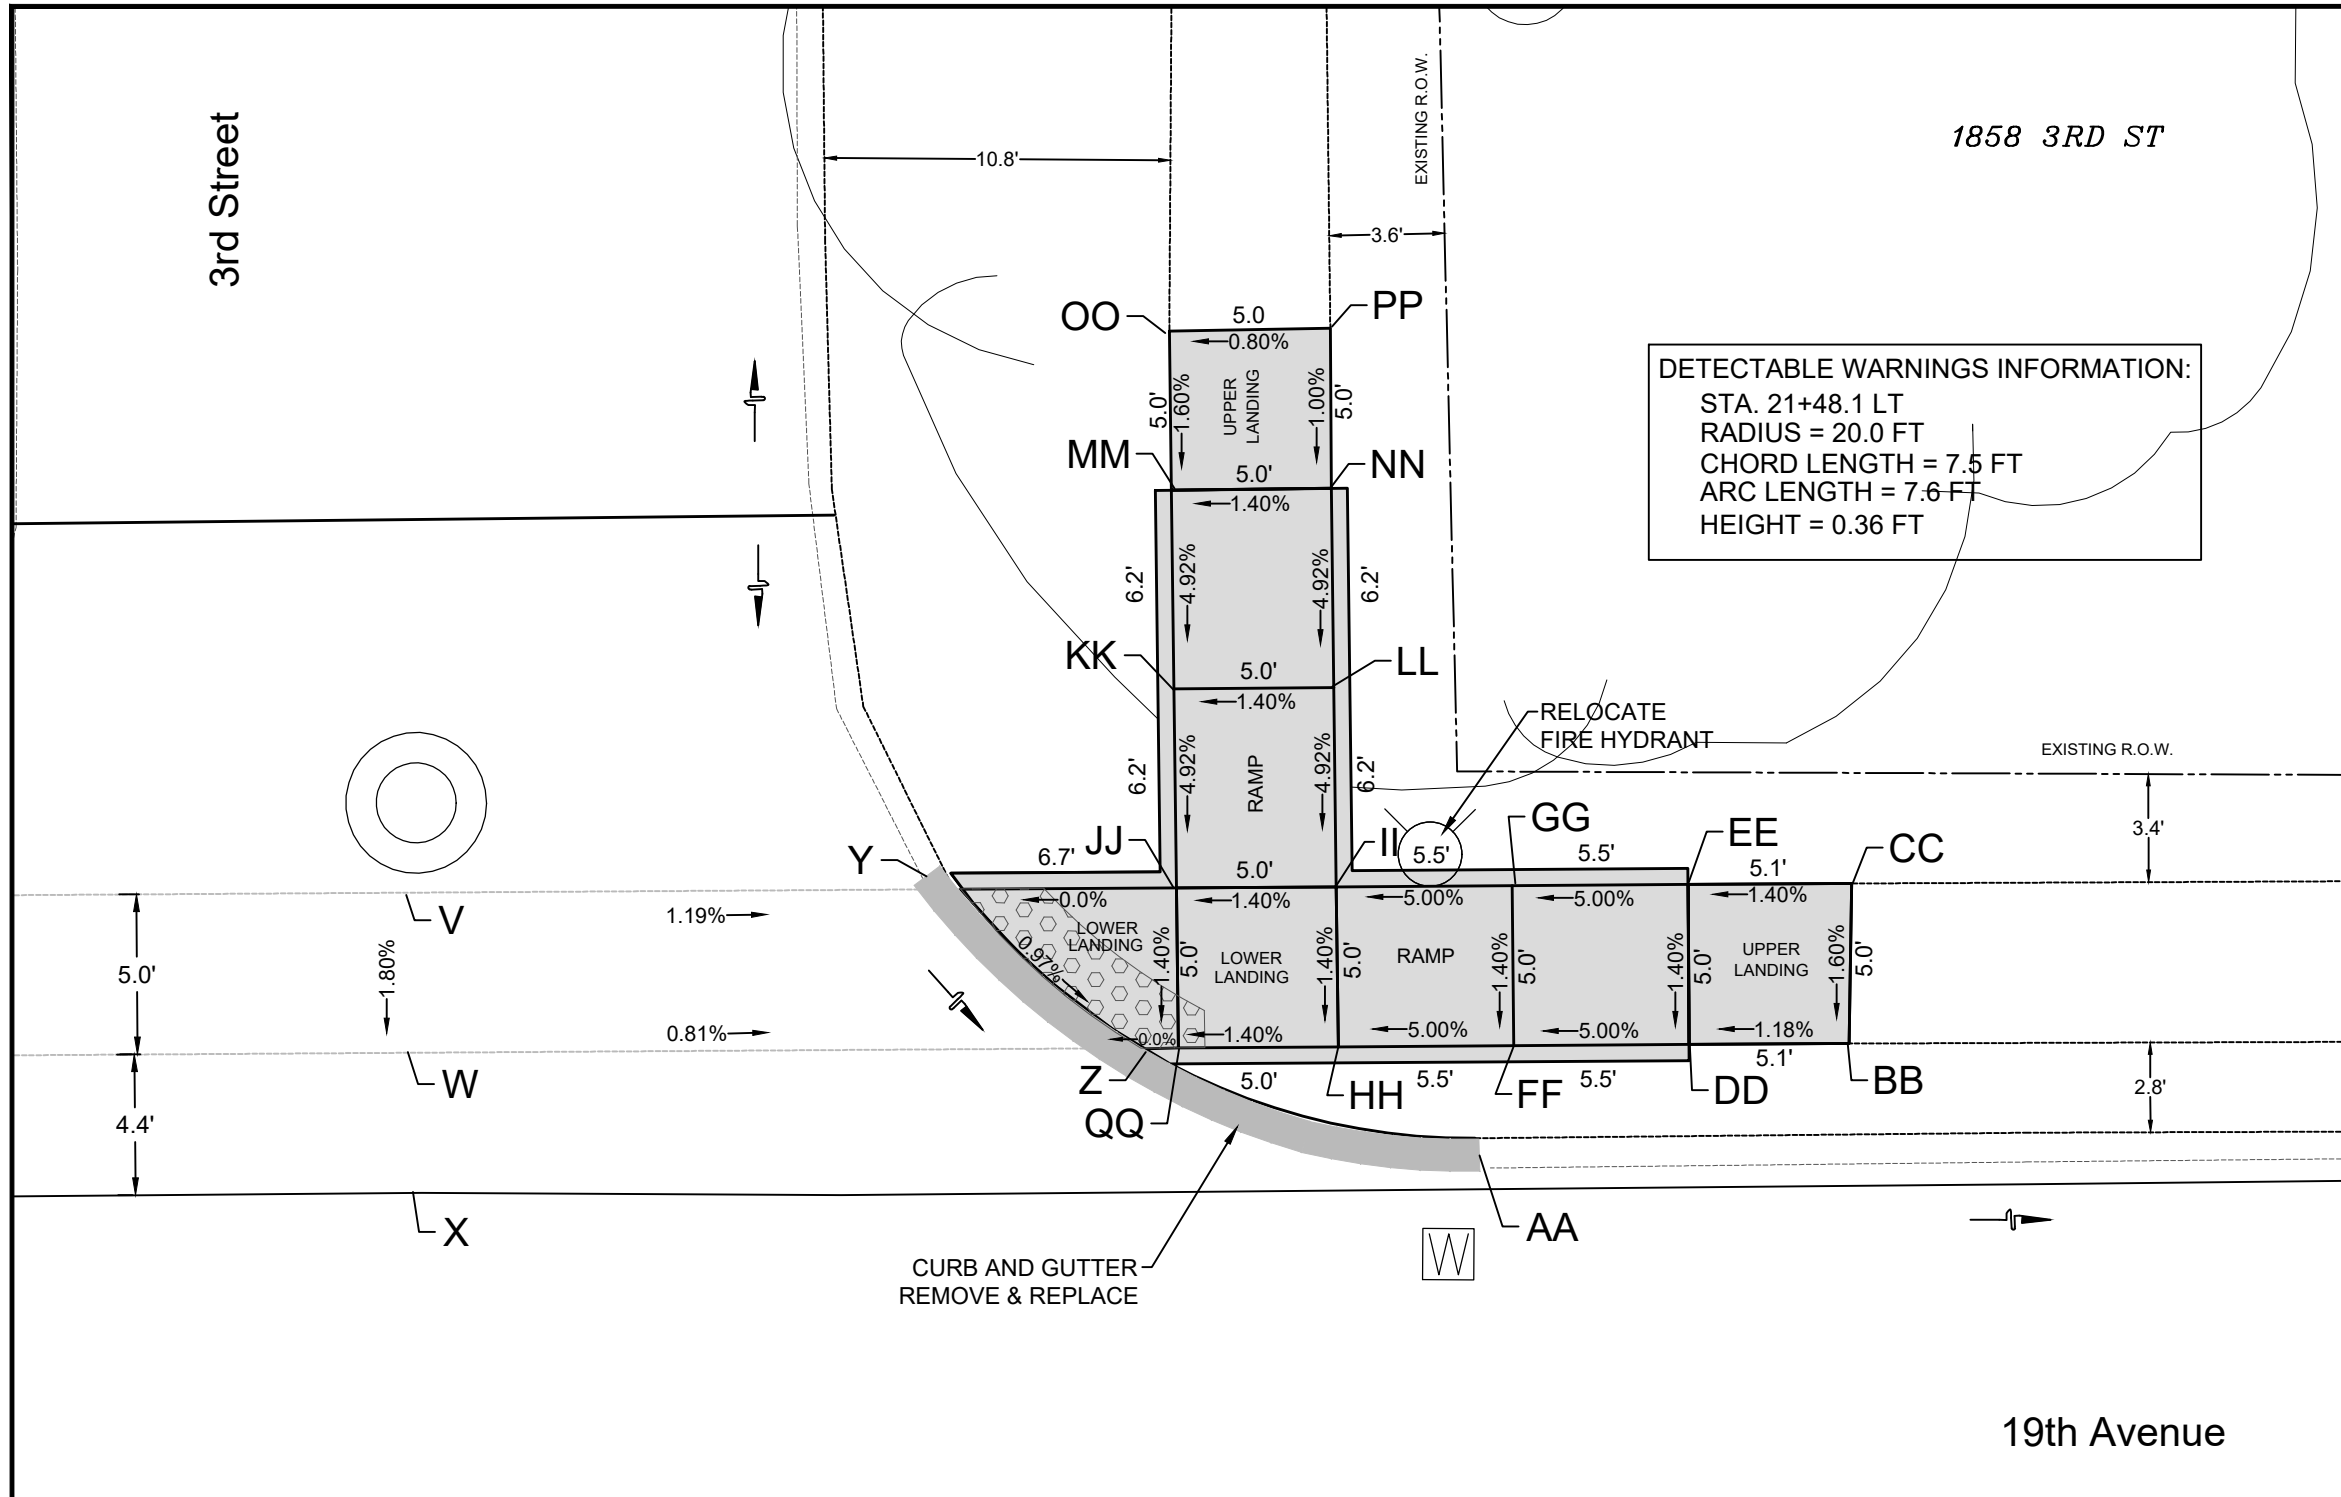 3rd Street
10.8'
EXISTING R.O.W.
1858 3RD ST
3.6'
OO
5.0
PP
0.80%
5.0'
1.60%
UPPER
LANDING
1.00%
5.0'
DETECTABLE WARNINGS INFORMATION:
STA. 21+48.1 LT
RADIUS = 20.0 FT
CHORD LENGTH = 7.5 FT
ARC LENGTH = 7.6 FT
HEIGHT = 0.36 FT
MM
5.0'
NN
1.40%
6.2'
4.92%
4.92%
6.2'
KK
5.0'
LL
1.40%
6.2'
4.92%
RAMP
4.92%
6.2'
RELOCATE
FIRE HYDRANT
EXISTING R.O.W.
3.4'
Y
6.7'
JJ
5.0'
II
5.5'
GG
5.5'
EE
5.1'
CC
V
1.19%
0.0%
1.40%
5.00%
5.00%
1.40%
5.0'
1.80%
0.97%
LOWER
LANDING
1.40%
5.0'
LOWER
LANDING
1.40%
5.0'
RAMP
1.40%
5.0'
1.40%
5.0'
UPPER
LANDING
1.60%
5.0'
0.81%
0.0%
1.40%
5.00%
5.00%
1.18%
W
Z
5.0'
HH
5.5'
FF
5.5'
DD
5.1'
BB
2.8'
4.4'
QQ
X
AA
W
CURB AND GUTTER
REMOVE & REPLACE
19th Avenue